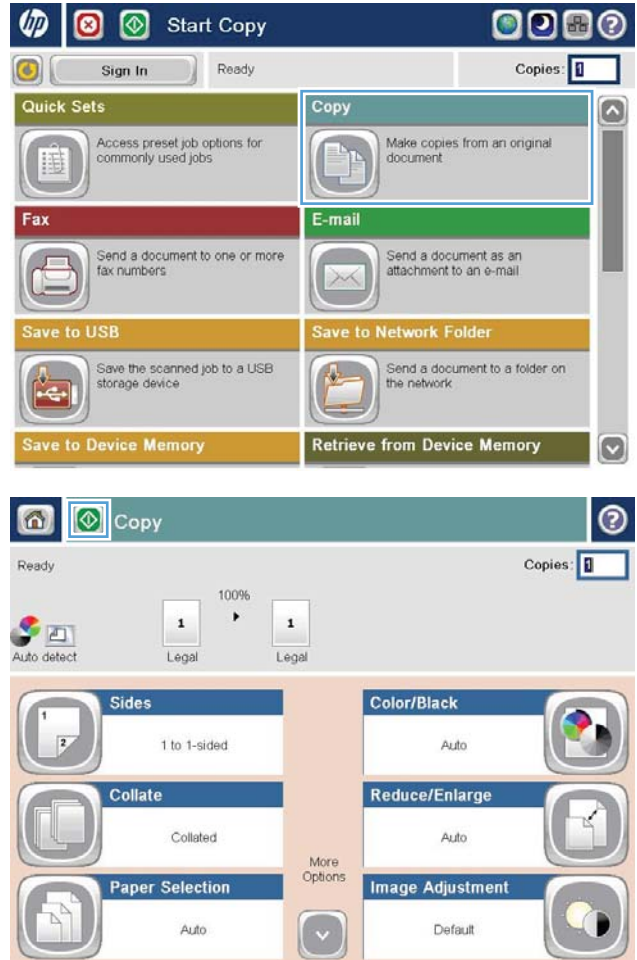 hp
Start Copy
?
Sign In
Ready
Copies: 1
Quick Sets
Access preset job options for
commonly used jobs
Copy
Make copies from an original
document
Fax
Send a document to one or more
fax numbers
E-mail
Send a document as an
attachment to an e-mail
Save to USB
Save the scanned job to a USB
storage device
Save to Network Folder
Send a document to a folder on
the network
Save to Device Memory
Retrieve from Device Memory
Copy
?
Ready
Copies: 1
100%
1
1
Auto detect
Legal
Legal
Sides
1
2
1 to 1-sided
Color/Black
Auto
Collate
Collated
Reduce/Enlarge
Auto
More
Options
Paper Selection
Auto
Image Adjustment
Default